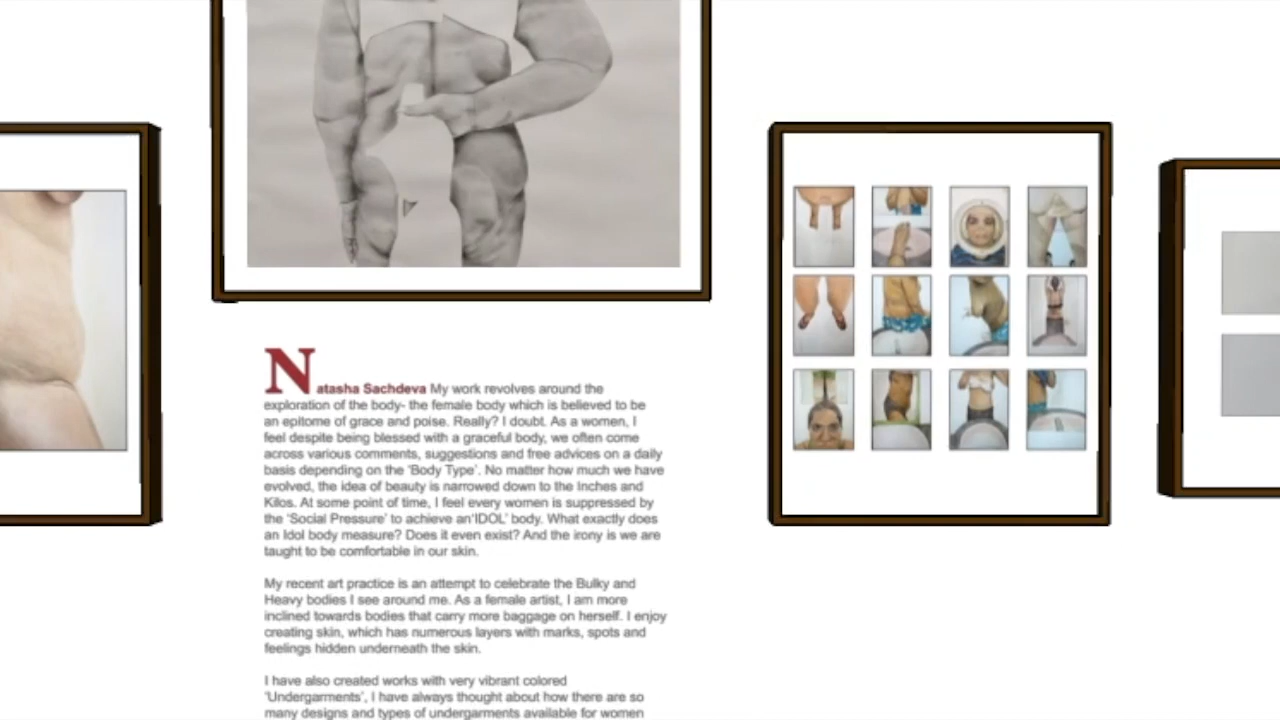 Natasha Sachdeva My work revolves around the
exploration of the body- the female body which is believed to be
an epitome of grace and poise. Really? I doubt. As a women, I
feel despite being blessed with a graceful body, we often come
across various comments, suggestions and free advices on a daily
basis depending on the 'Body Type'. No matter how much we have
evolved, the idea of beauty is narrowed down to the Inches and
Kilos. At some point of time, I feel every women is suppressed by
the 'Social Pressure' to achieve an'IDOL' body. What exactly does
an Idol body measure? Does it even exist? And the irony is we are
taught to be comfortable in our skin.
My recent art practice is an attempt to celebrate the Bulky and
Heavy bodies I see around me. As a female artist, I am more
inclined towards bodies that carry more baggage on herself. I enjoy
creating skin, which has numerous layers with marks, spots and
feelings hidden underneath the skin.
I have also created works with very vibrant colored
'Undergarments', I have always thought about how there are so
many designs and types of undergarments available for women